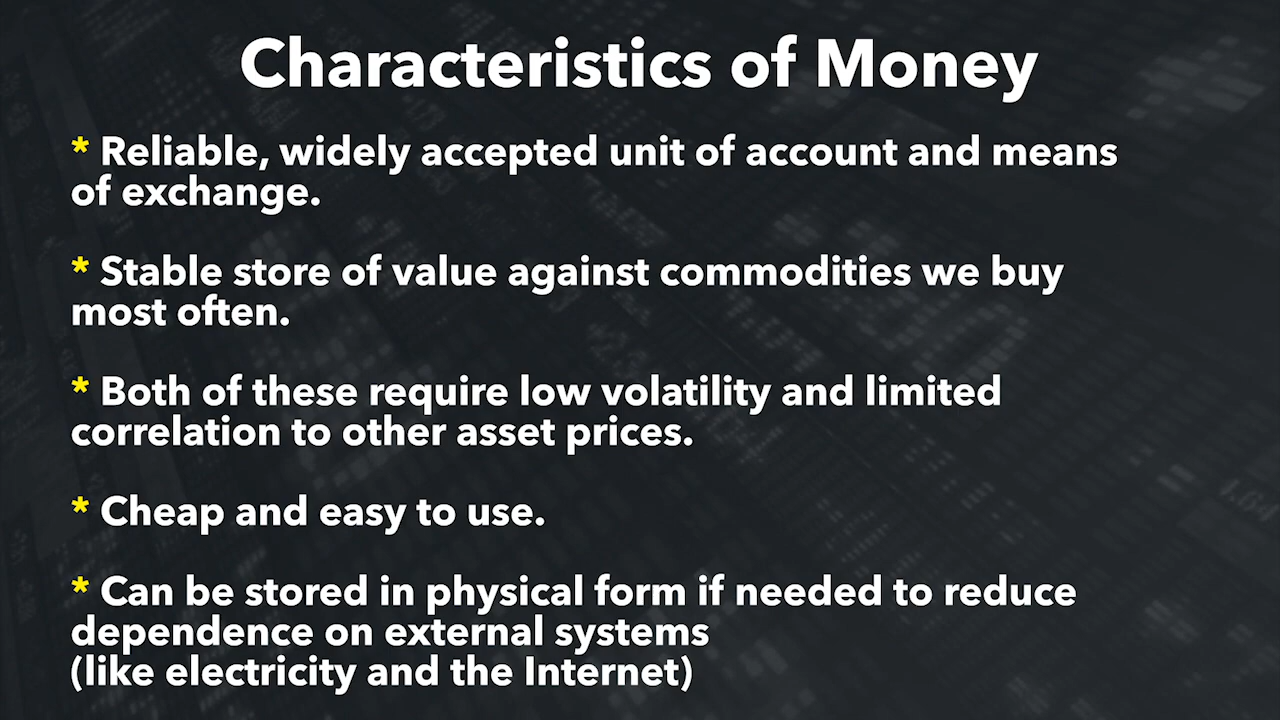 Characteristics of Money
* Reliable, widely accepted unit of account and means
of exchange.
* Stable store of value against commodities we buy
most often.
* Both of these require low volatility and limited
correlation to other asset prices.
* Cheap and easy to use.
* Can be stored in physical form if needed to reduce
dependence on external systems
(like electricity and the Internet)